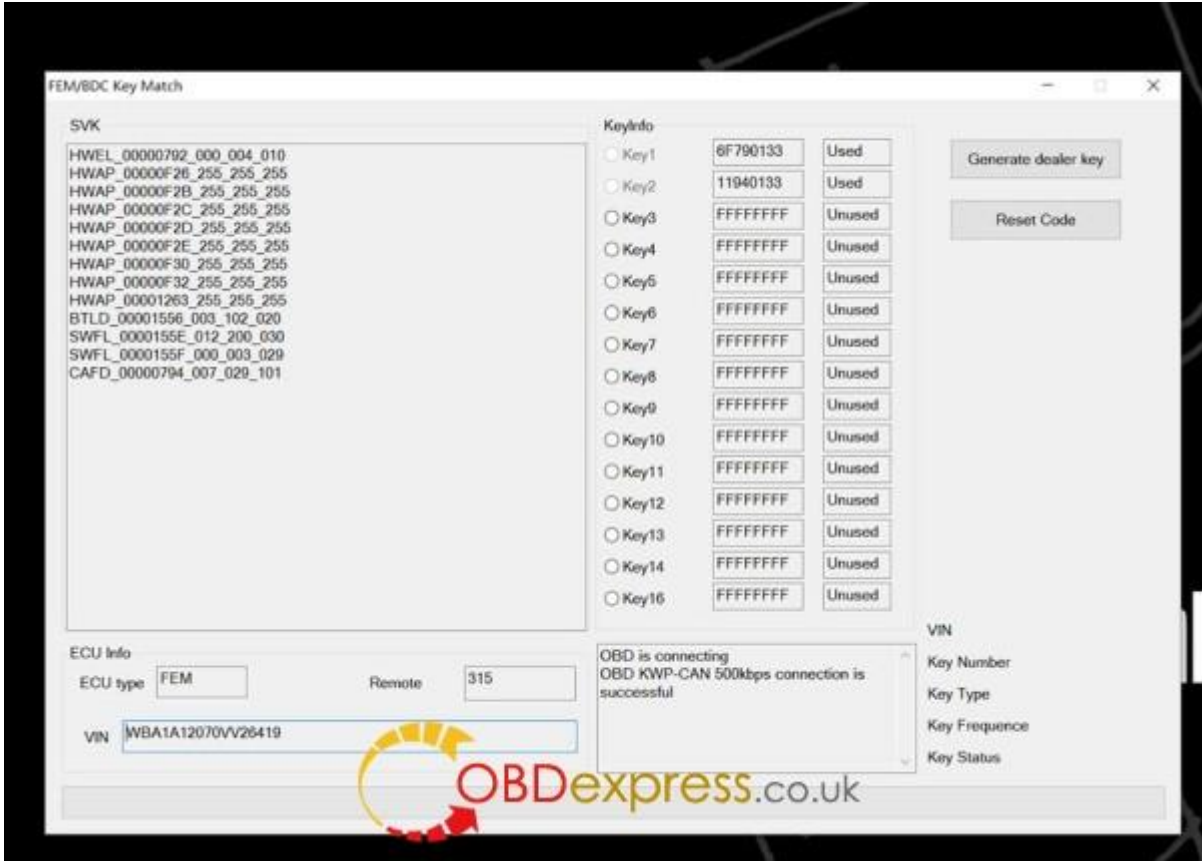 FEM/BDC Key Match
SVK
HWEL_00000792_000_004_010
HWAP_00000F26_255_255_255
HWAP_00000F2B_255_255_255
HWAP_00000F2C_255_255_255
HWAP_00000F2D_255_255_255
HWAP_00000F2E_255_255_255
HWAP_00000F30_255_255_255
HWAP_00000F32_255_255_255
HWAP_00001263_255_255_255
BTLD_00001556_003_102_020
SWFL_0000155E_012_200_030
SWFL_0000155F_000_003_029
CAFD_00000794_007_029_101
KeyInfo
Key1 6F790133 Used
Key2 11940133 Used
Key3 FFFFFFFF Unused
Key4 FFFFFFFF Unused
Key5 FFFFFFFF Unused
Key6 FFFFFFFF Unused
Key7 FFFFFFFF Unused
Key8 FFFFFFFF Unused
Key9 FFFFFFFF Unused
Key10 FFFFFFFF Unused
Key11 FFFFFFFF Unused
Key12 FFFFFFFF Unused
Key13 FFFFFFFF Unused
Key14 FFFFFFFF Unused
Key16 FFFFFFFF Unused
Generate dealer key
Reset Code
ECU Info
ECU type FEM Remote 315
VIN WBA1A12070VV26419
OBD is connecting
OBD KWP-CAN 500kbps connection is
successful
VIN
Key Number
Key Type
Key Frequence
Key Status
OBDexpress.co.uk